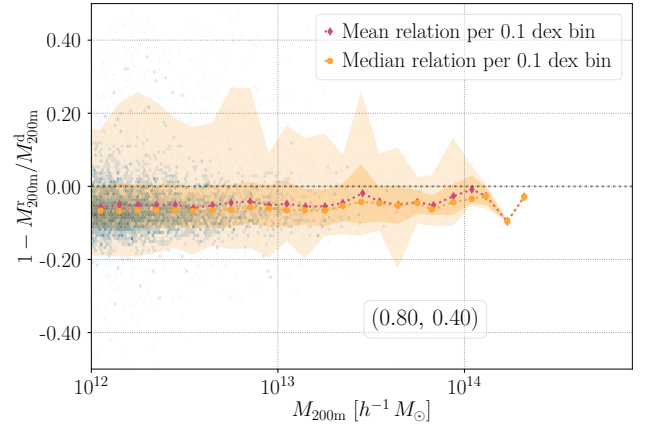 0.40
0.20
0.00
-0.20
-0.40
1 − M^r_200m/M^d_200m
Mean relation per 0.1 dex bin
Median relation per 0.1 dex bin
(0.80, 0.40)
10^12
10^13
10^14
M_200m [h^−1 M_⊙]